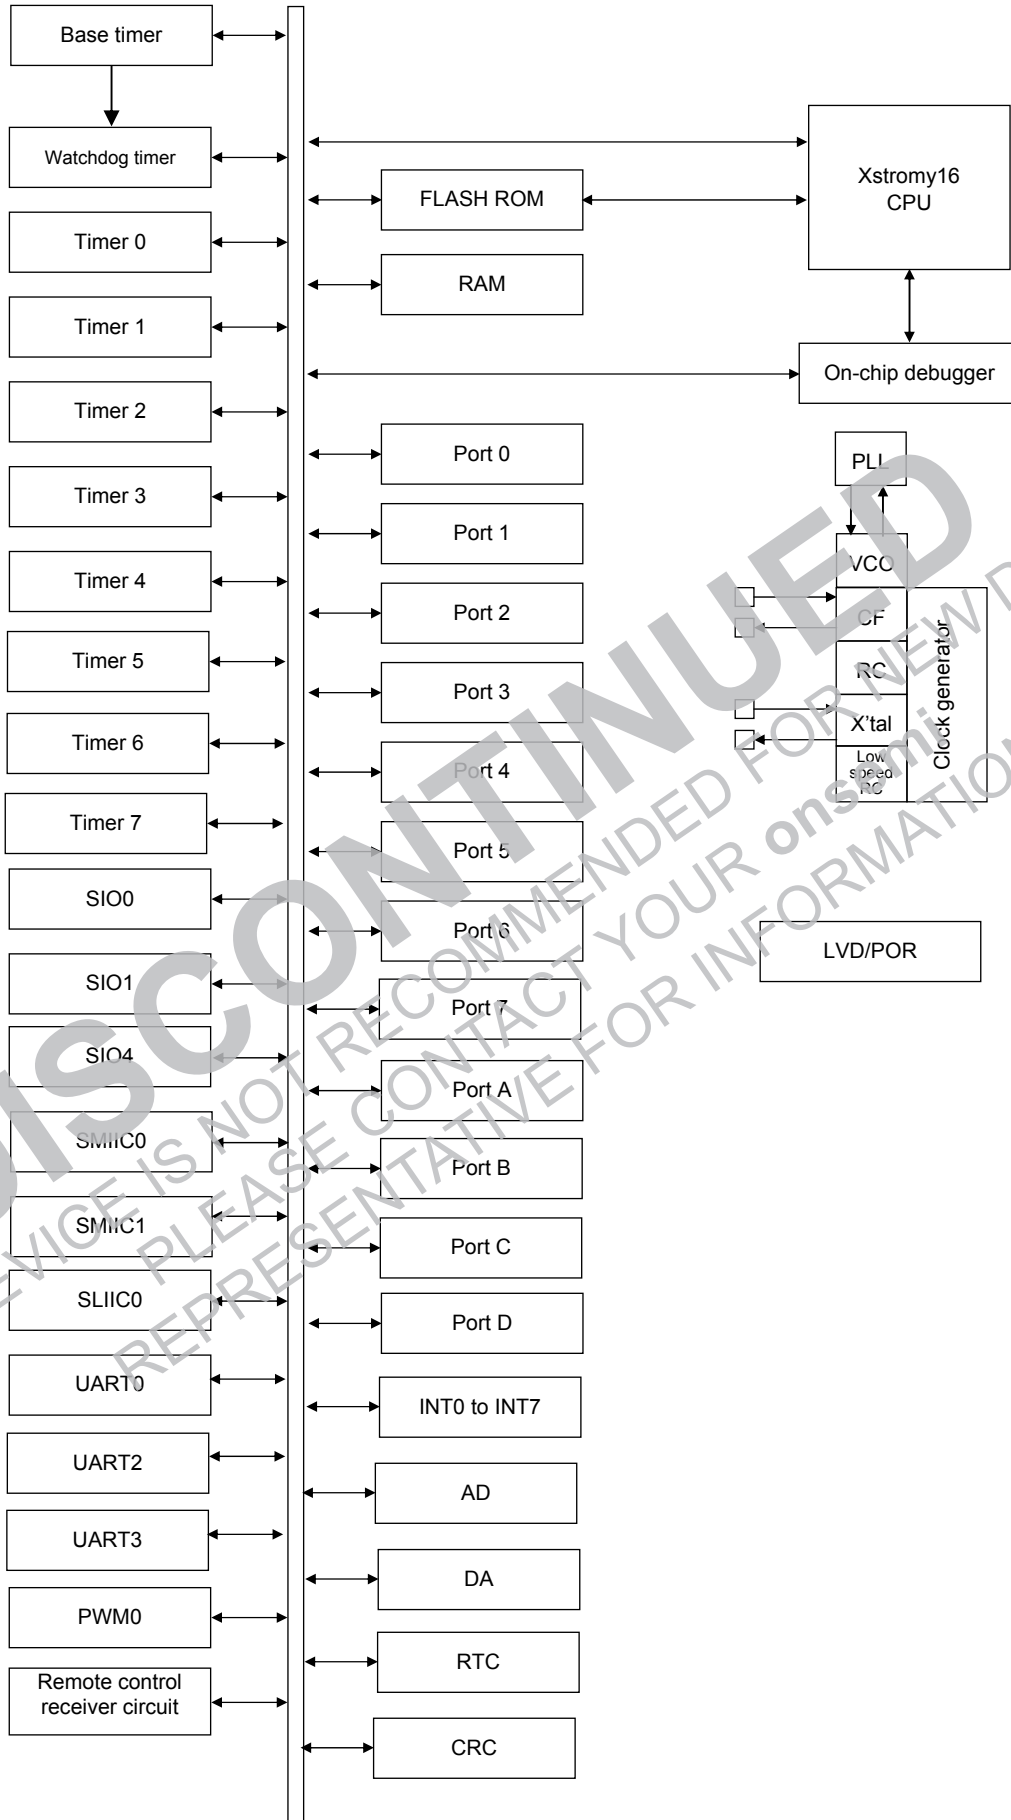 Base timer
Watchdog timer
Timer 0
Timer 1
Timer 2
Timer 3
Timer 4
Timer 5
Timer 6
Timer 7
SIO0
SIO1
SIO4
SMIIC0
SMIIC1
SLIIC0
UART0
UART2
UART3
PWM0
Remote control
receiver circuit
FLASH ROM
RAM
Port 0
Port 1
Port 2
Port 3
Port 4
Port 5
Port 6
Port 7
Port A
Port B
Port C
Port D
INT0 to INT7
AD
DA
RTC
CRC
Xstromy16
CPU
On-chip debugger
PLL
VCO
CF
RC
X'tal
Low
speed
RC
Clock generator
LVD/POR
DISCONTINUED
DEVICE IS NOT RECOMMENDED FOR NEW D
PLEASE CONTACT YOUR onsemi
REPRESENTATIVE FOR INFORMATION